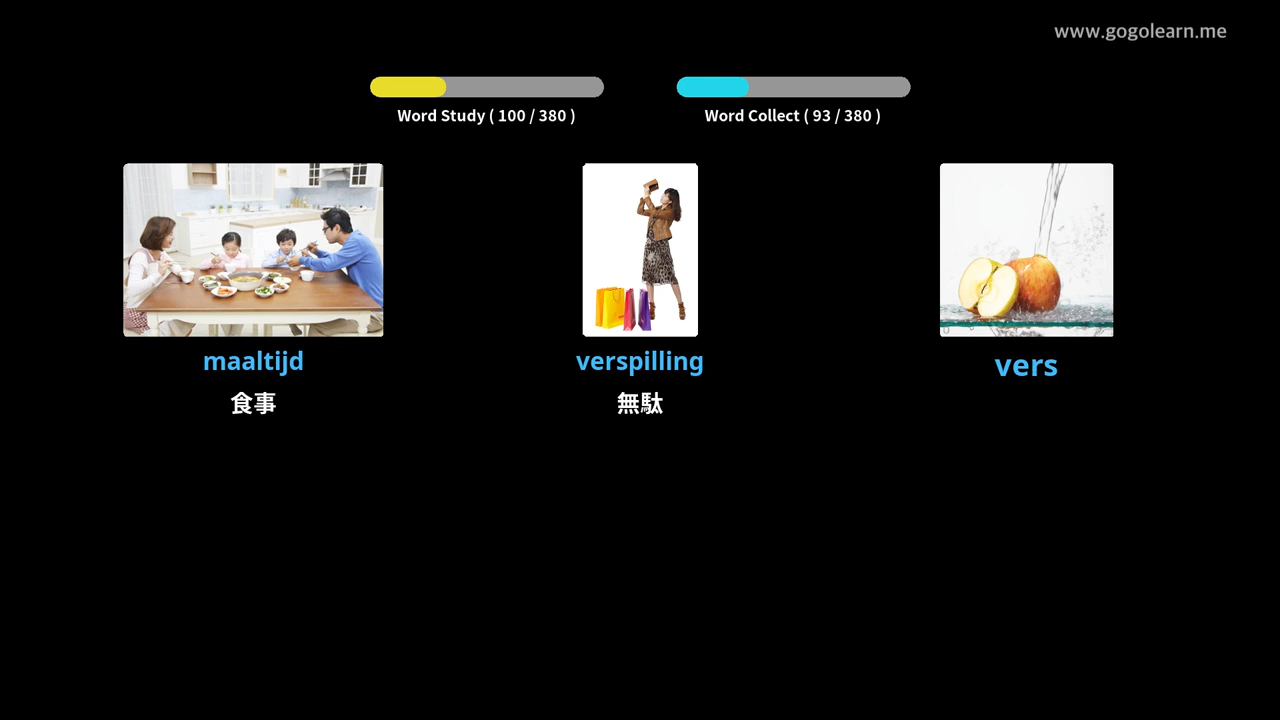 www.gogolearn.me
Word Study ( 100 / 380 )
Word Collect ( 93 / 380 )
maaltijd
食事
verspilling
無駄
vers